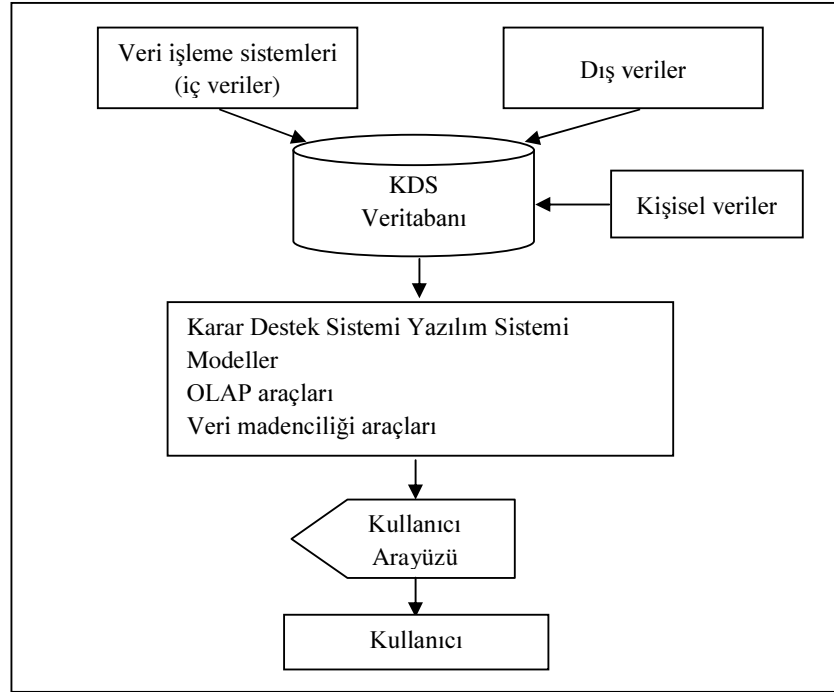 Veri işleme sistemleri
(iç veriler)
Dış veriler
KDS
Veritabanı
Kişisel veriler
Karar Destek Sistemi Yazılım Sistemi
Modeller
OLAP araçları
Veri madenciliği araçları
Kullanıcı
Arayüzü
Kullanıcı